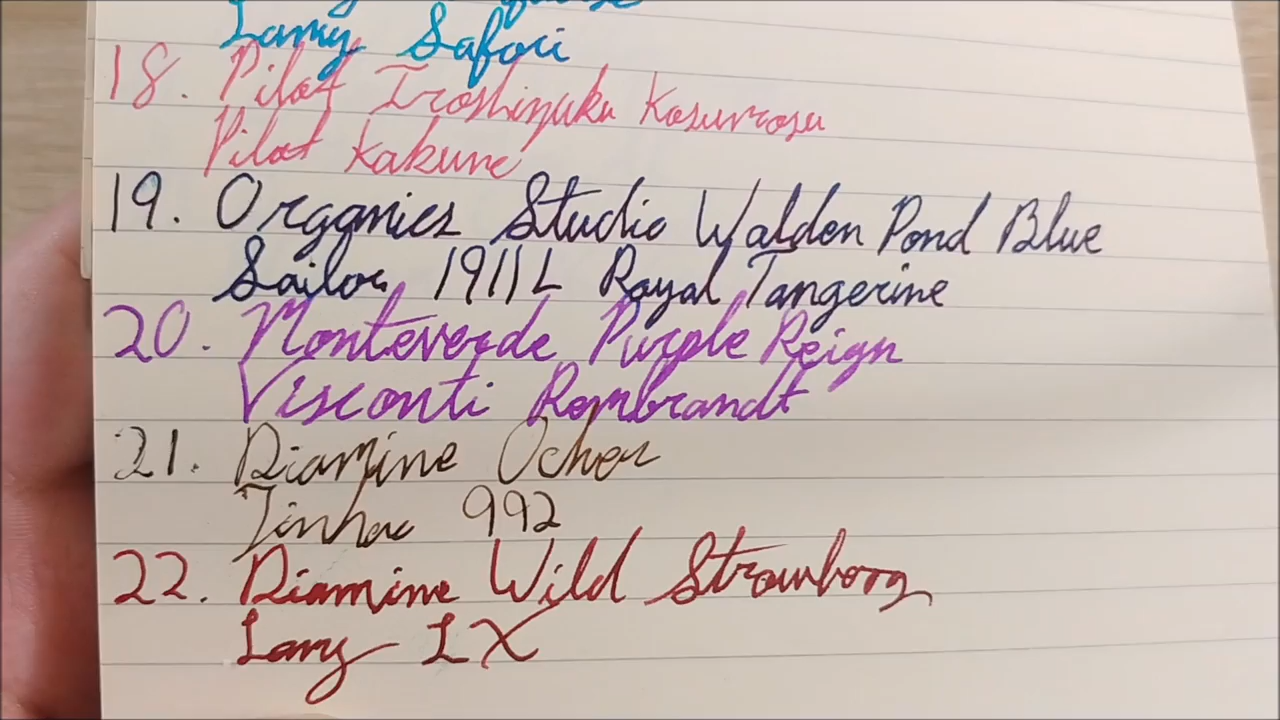 Lamy Safari
18. Pilot Iroshizuku Kosumosu
Pilot Kakuno
19. Organics Studio Walden Pond Blue
Sailor 1911L Royal Tangerine
20. Monteverde Purple Reign
Visconti Rembrandt
21. Diamine Ocher
Jinhao 992
22. Diamine Wild Strawberry
Lamy LX